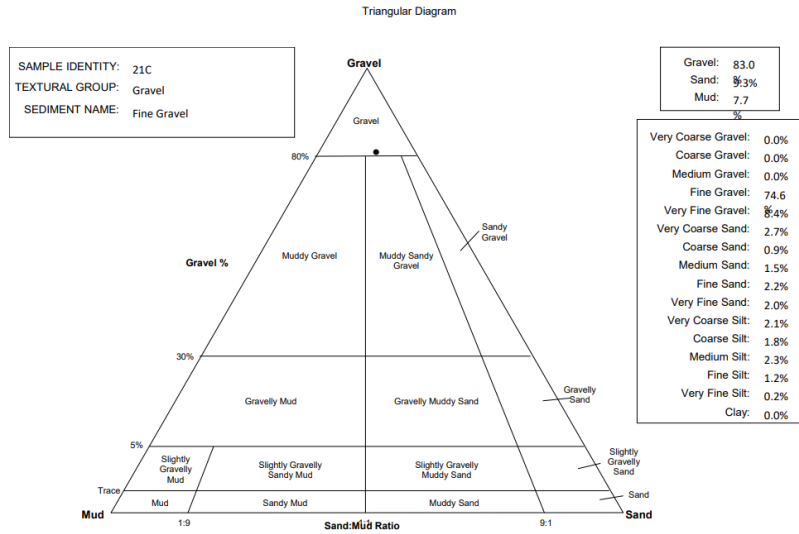 Triangular Diagram
SAMPLE IDENTITY: 21C
TEXTURAL GROUP: Gravel
SEDIMENT NAME: Fine Gravel
Gravel: 83.0
%
Sand: 9.3%
Mud: 7.7
%
Very Coarse Gravel: 0.0%
Coarse Gravel: 0.0%
Medium Gravel: 0.0%
Fine Gravel: 74.6
%
Very Fine Gravel: 8.4%
Very Coarse Sand: 2.7%
Coarse Sand: 0.9%
Medium Sand: 1.5%
Fine Sand: 2.2%
Very Fine Sand: 2.0%
Very Coarse Silt: 2.1%
Coarse Silt: 1.8%
Medium Silt: 2.3%
Fine Silt: 1.2%
Very Fine Silt: 0.2%
Clay: 0.0%
Gravel
Gravel
80%
Sandy
Gravel
Muddy Gravel
Muddy Sandy
Gravel
Gravel %
30%
Gravelly Mud
Gravelly Muddy Sand
Gravelly
Sand
5%
Slightly
Gravelly
Mud
Slightly Gravelly
Sandy Mud
Slightly Gravelly
Muddy Sand
Slightly
Gravelly
Sand
Trace
Mud
Sandy Mud
Muddy Sand
Sand
Mud
Sand
1:9
9:1
Sand:Mud Ratio